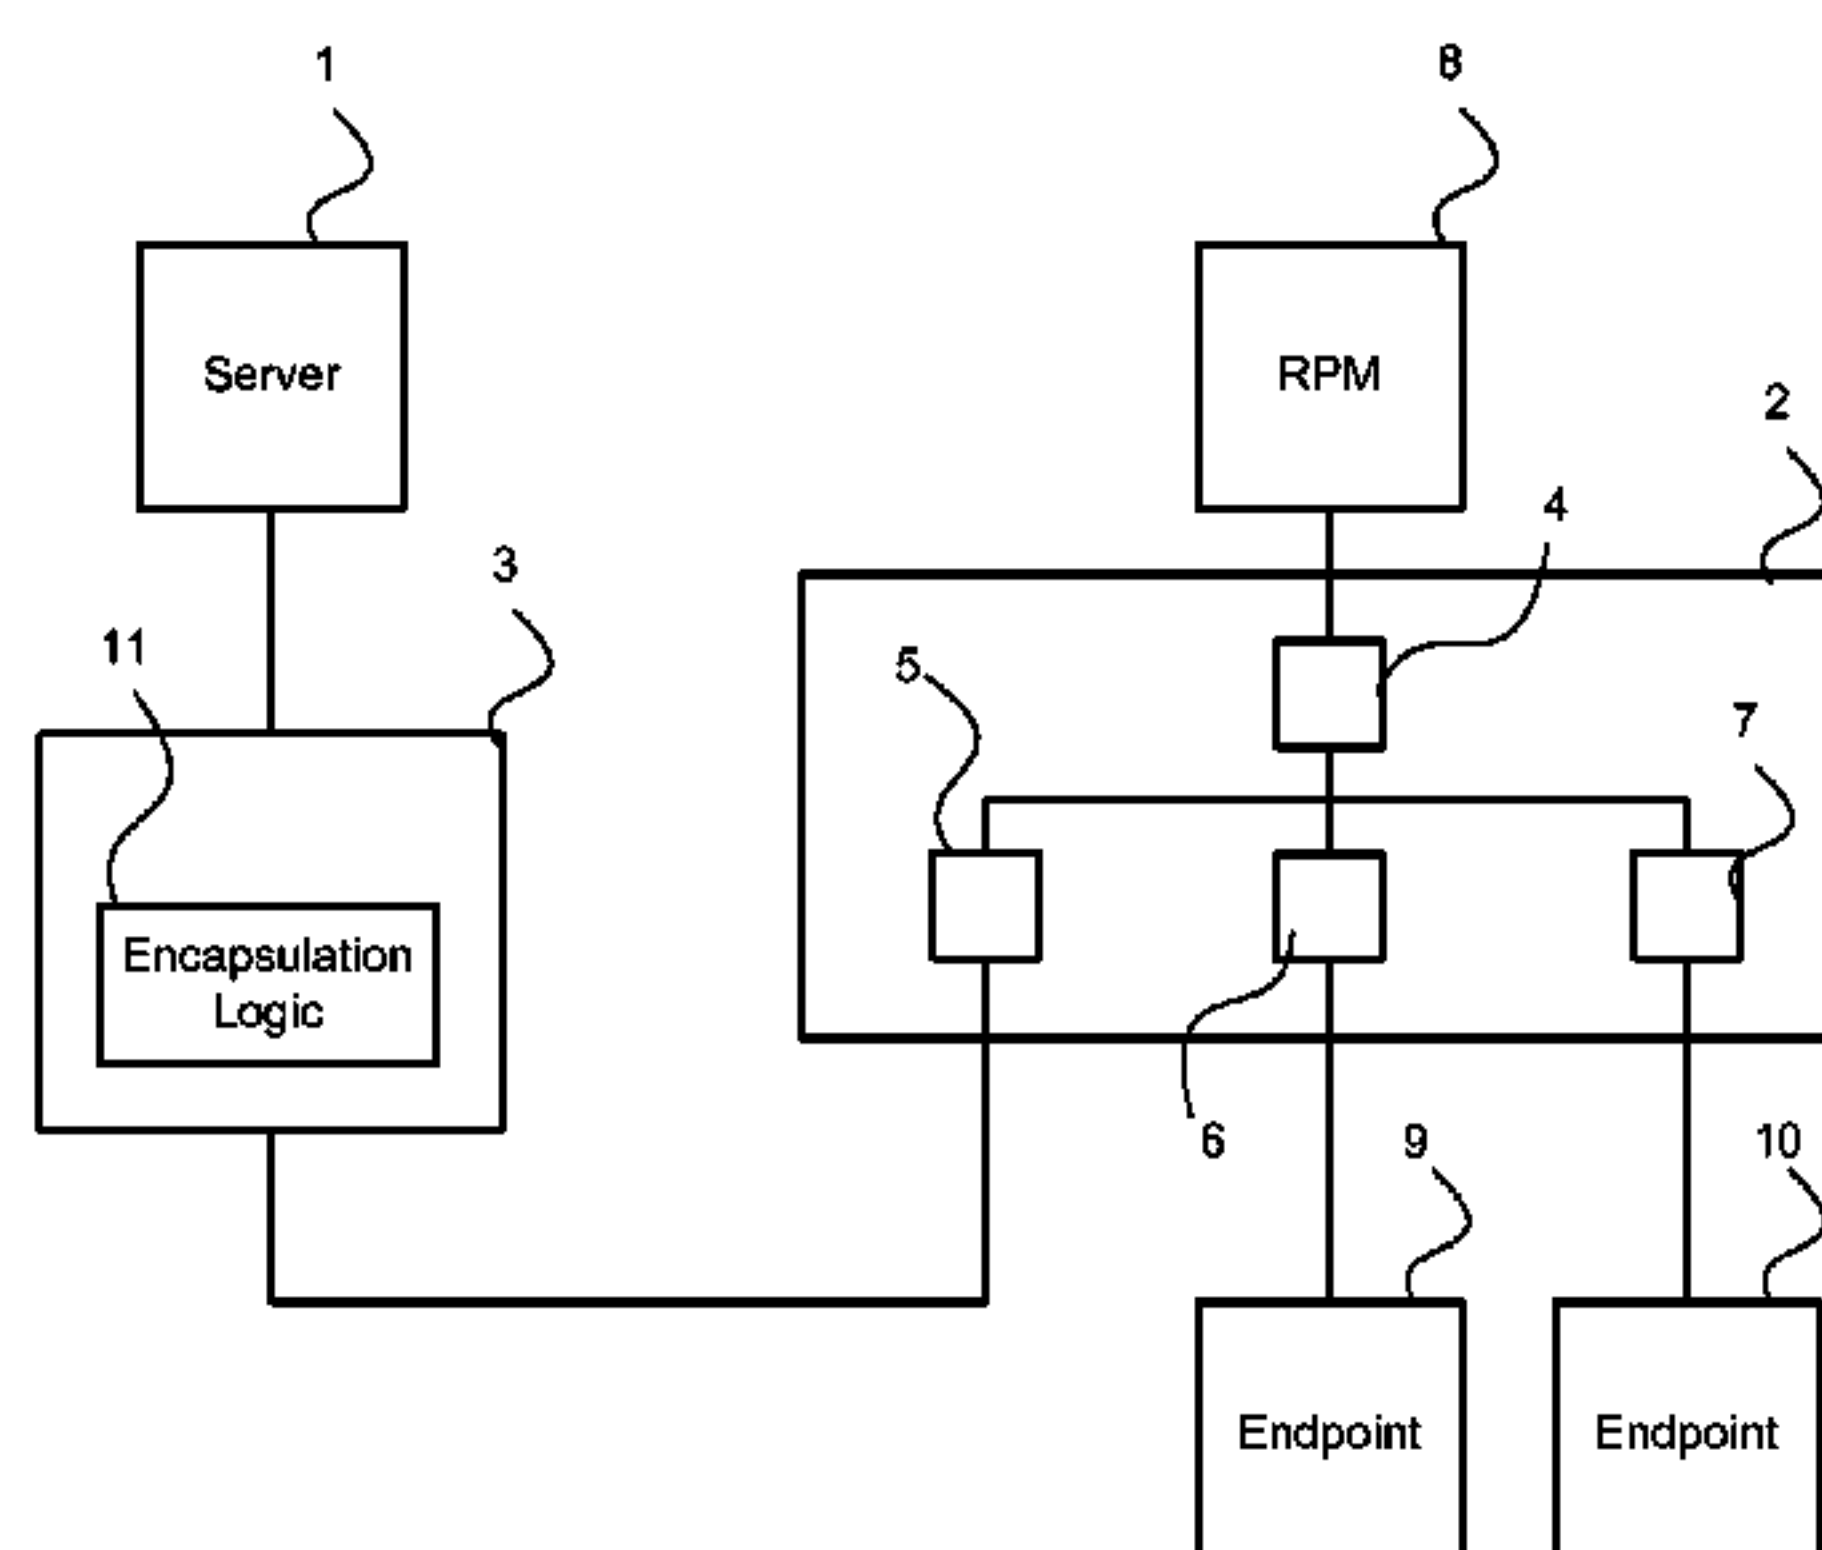 1
8
Server
RPM
2
4
3
11
5
7
Encapsulation
Logic
6
9
10
Endpoint
Endpoint